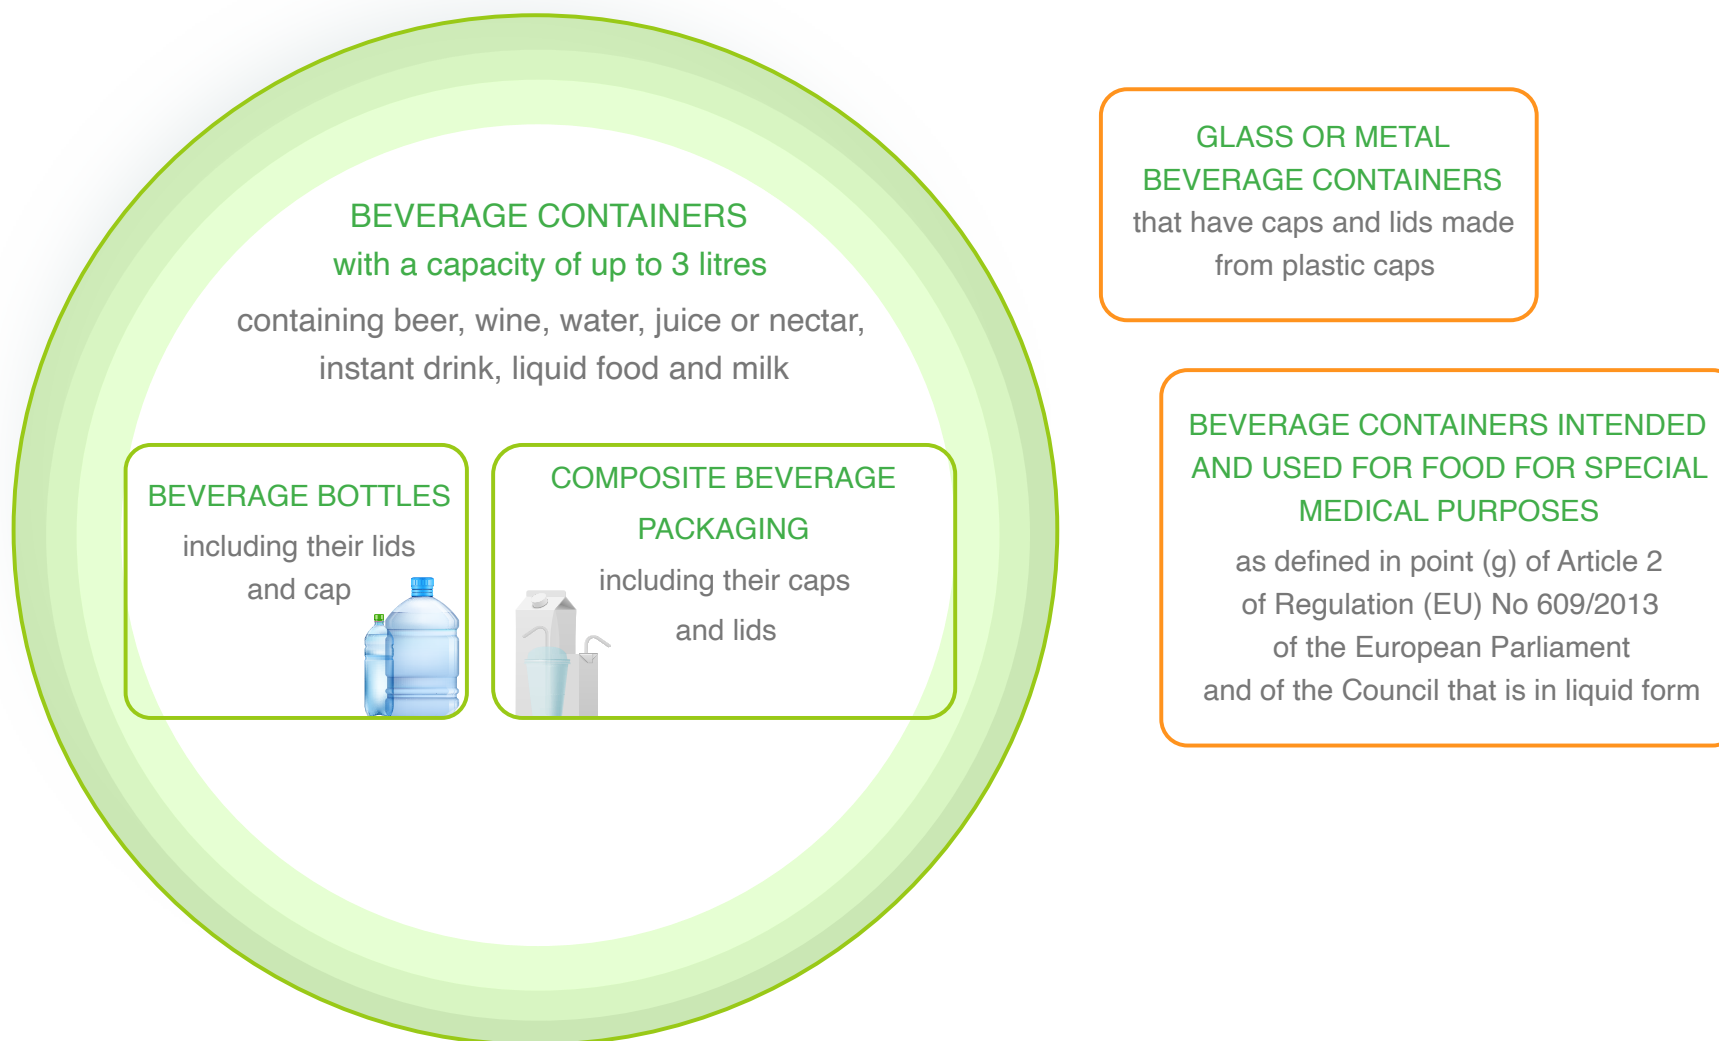 BEVERAGE CONTAINERS
with a capacity of up to 3 litres
containing beer, wine, water, juice or nectar,
instant drink, liquid food and milk
BEVERAGE BOTTLES
including their lids
and cap
COMPOSITE BEVERAGE
PACKAGING
including their caps
and lids
GLASS OR METAL
BEVERAGE CONTAINERS
that have caps and lids made
from plastic caps
BEVERAGE CONTAINERS INTENDED
AND USED FOR FOOD FOR SPECIAL
MEDICAL PURPOSES
as defined in point (g) of Article 2
of Regulation (EU) No 609/2013
of the European Parliament
and of the Council that is in liquid form